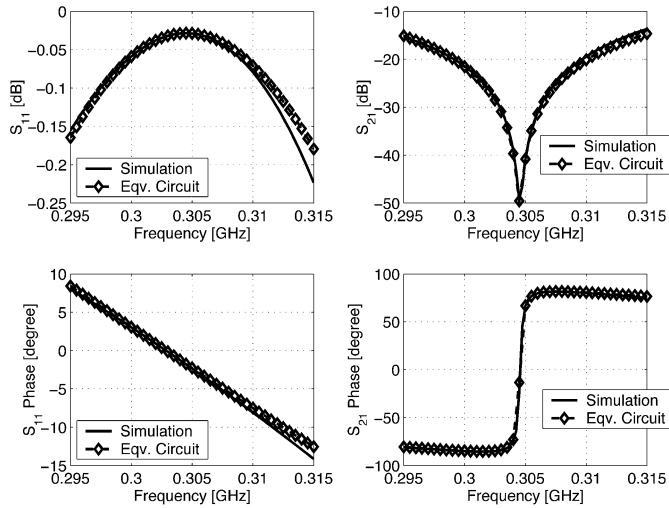 0
−0.05
−0.1
−0.15
−0.2
−0.25
S11 [dB]
Simulation
Eqv. Circuit
0.295 0.3 0.305 0.31 0.315
Frequency [GHz]
−10
−20
−30
−40
−50
S21 [dB]
Simulation
Eqv. Circuit
0.295 0.3 0.305 0.31 0.315
Frequency [GHz]
10
5
0
−5
−10
−15
S11 Phase [degree]
Simulation
Eqv. Circuit
0.295 0.3 0.305 0.31 0.315
Frequency [GHz]
100
50
0
−50
−100
S21 Phase [degree]
Simulation
Eqv. Circuit
0.295 0.3 0.305 0.31 0.315
Frequency [GHz]